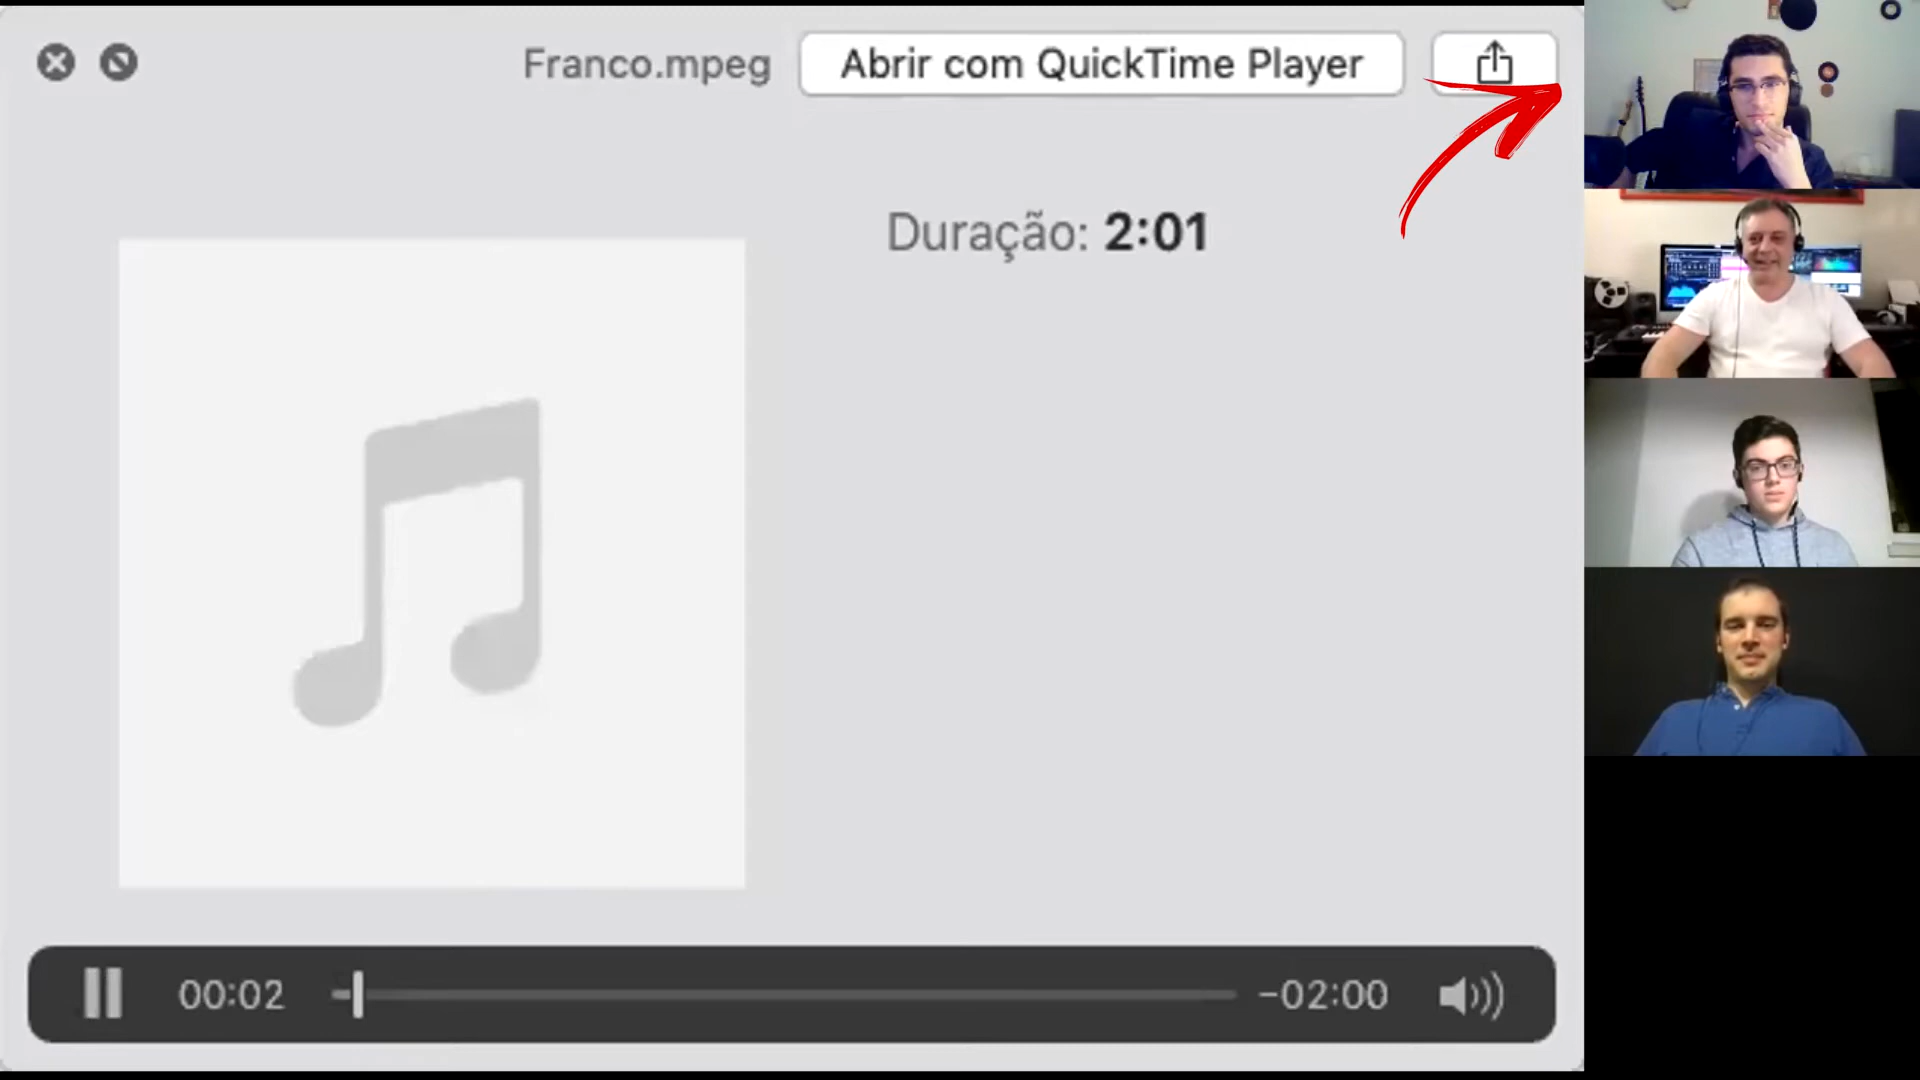 Franco.mpeg
Abrir com QuickTime Player
Duração: 2:01
00:02
-02:00